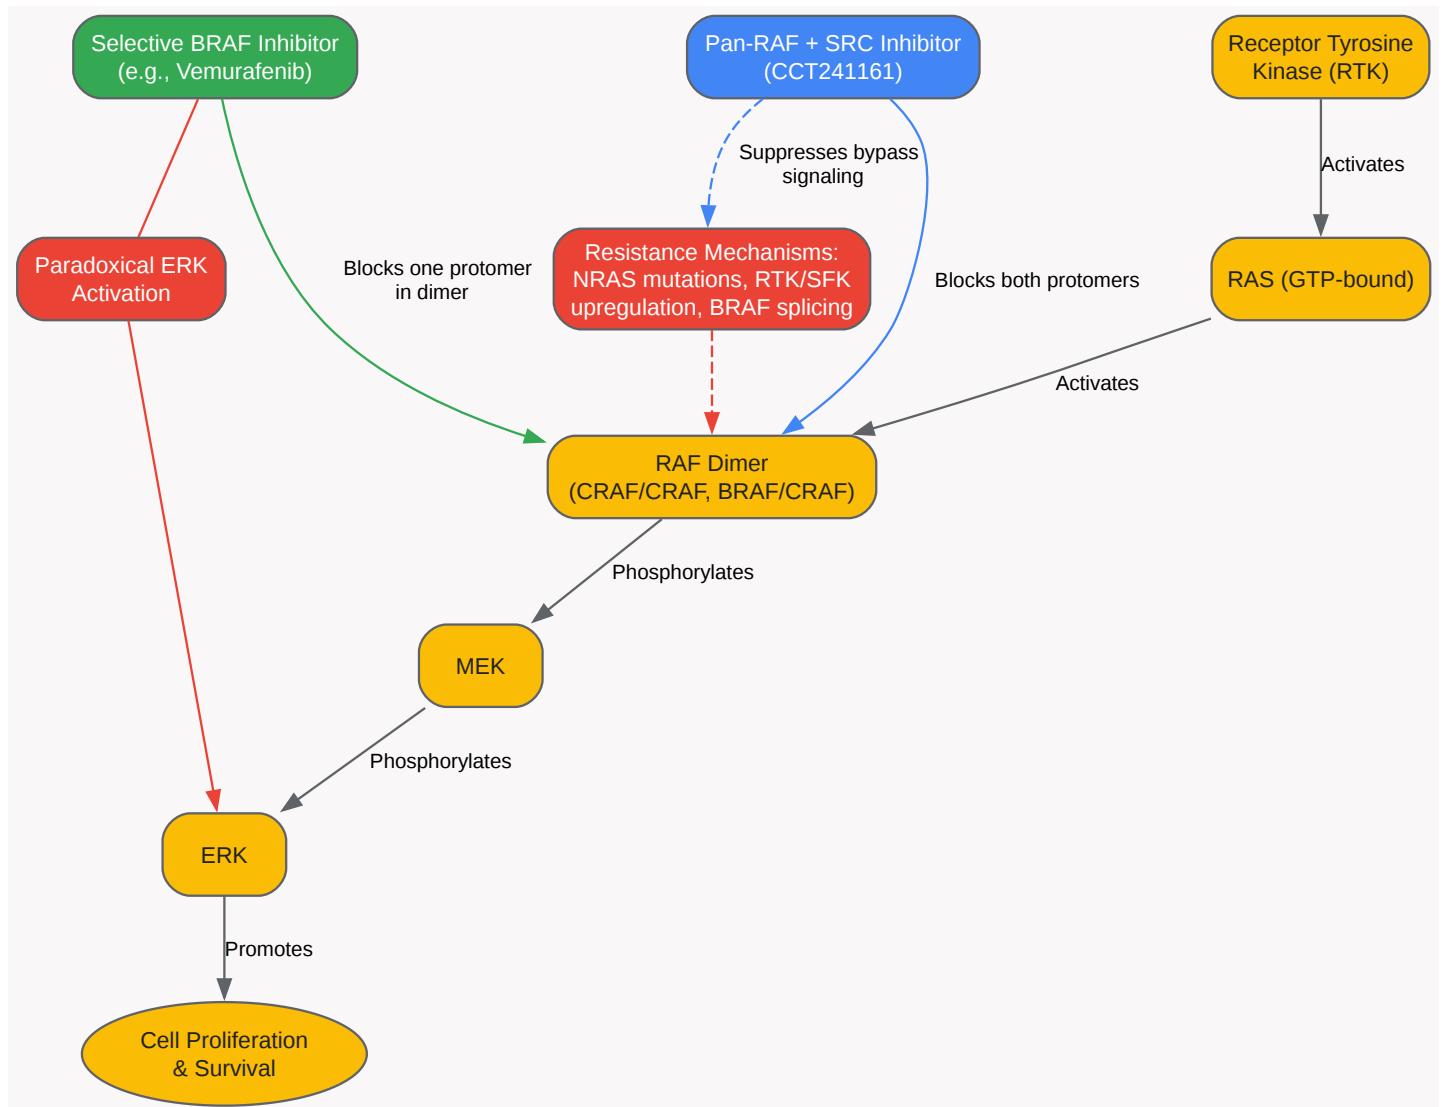 Selective BRAF Inhibitor
(e.g., Vemurafenib)
Pan-RAF + SRC Inhibitor
(CCT241161)
Receptor Tyrosine
Kinase (RTK)
Suppresses bypass
signaling
Activates
Paradoxical ERK
Activation
Blocks one protomer
in dimer
Resistance Mechanisms:
NRAS mutations, RTK/SFK
upregulation, BRAF splicing
Blocks both protomers
RAS (GTP-bound)
Activates
RAF Dimer
(CRAF/CRAF, BRAF/CRAF)
Phosphorylates
MEK
Phosphorylates
ERK
Promotes
Cell Proliferation
& Survival